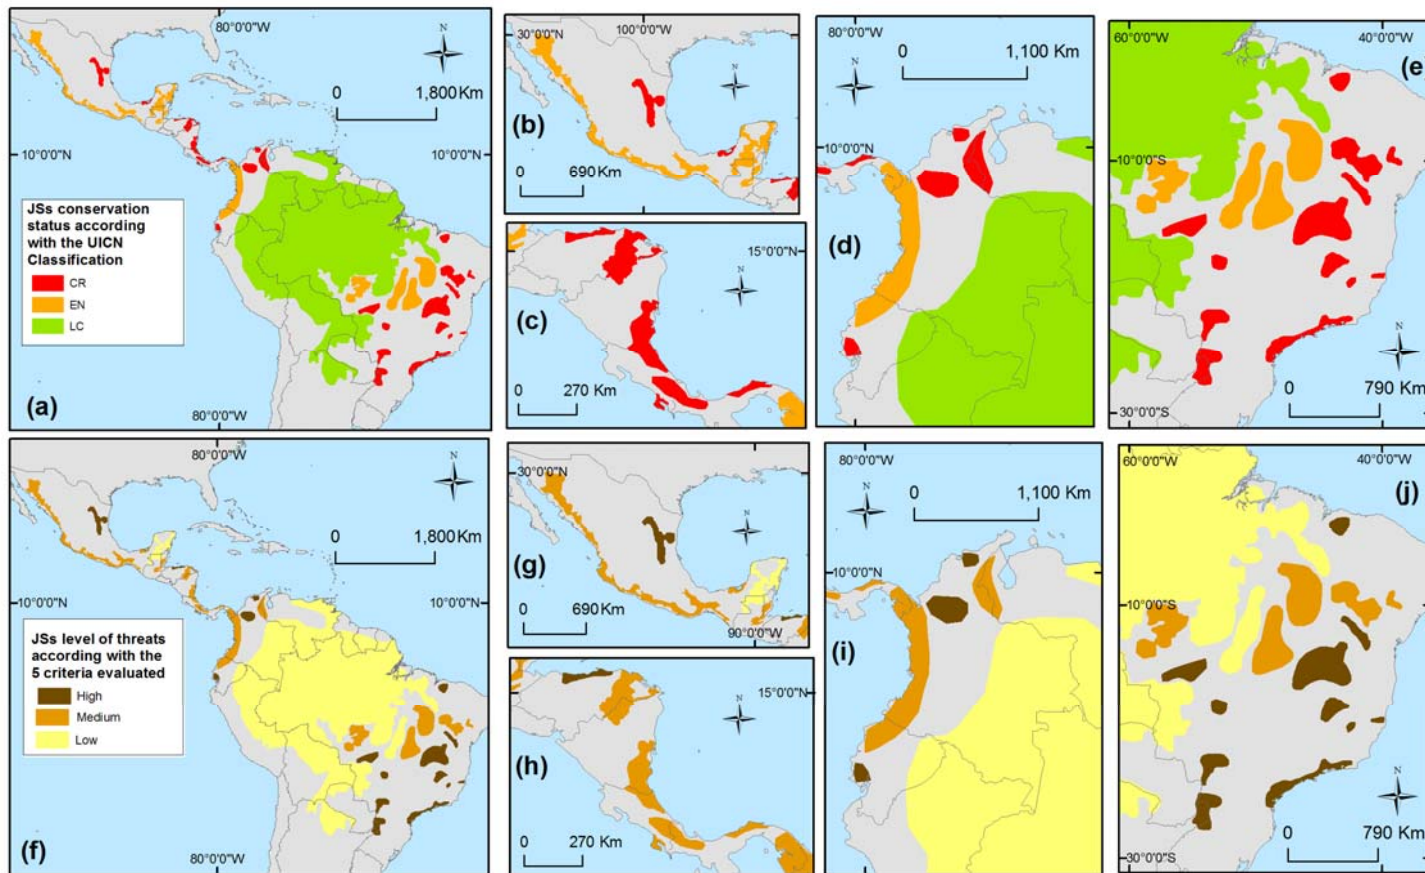 80°0'0"W
0 1,800 Km
10°0'0"N
JSs conservation
status according
with the UICN
Classification
CR
EN
LC
(a)
80°0'0"W
N
30°0'0"N
100°0'0"W
N
(b)
0 690 Km
15°0'0"N
N
(c)
0 270 Km
80°0'0"W
0 1,100 Km
N
10°0'0"N
(d)
60°0'0"W
40°0'0"W
(e)
10°0'0"S
N
0 790 Km
30°0'0"S
80°0'0"W
N
0 1,800 Km
10°0'0"N
JSs level of threats
according with the
5 criteria evaluated
High
Medium
Low
(f)
80°0'0"W
30°0'0"N
N
(g)
0 690 Km
90°0'0"W
15°0'0"N
N
(h)
0 270 Km
80°0'0"W
0 1,100 Km
N
10°0'0"N
(i)
60°0'0"W
40°0'0"W
(j)
10°0'0"S
N
0 790 Km
30°0'0"S